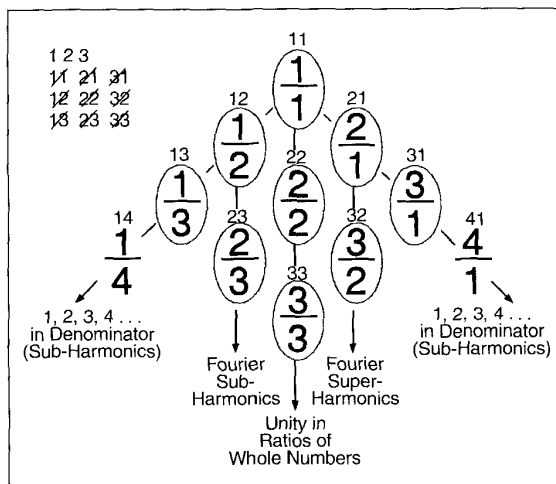 1 2 3
11 21 31
12 22 32
13 23 33
11
1
1
12
1
2
21
2
1
13
1
3
22
2
2
31
3
1
14
1
4
23
2
3
32
3
2
41
4
1
33
3
3
1, 2, 3, 4 . . .
in Denominator
(Sub-Harmonics)
Fourier
Sub-
Harmonics
Unity in
Ratios of
Whole Numbers
Fourier
Super-
Harmonics
1, 2, 3, 4 . . .
in Denominator
(Sub-Harmonics)